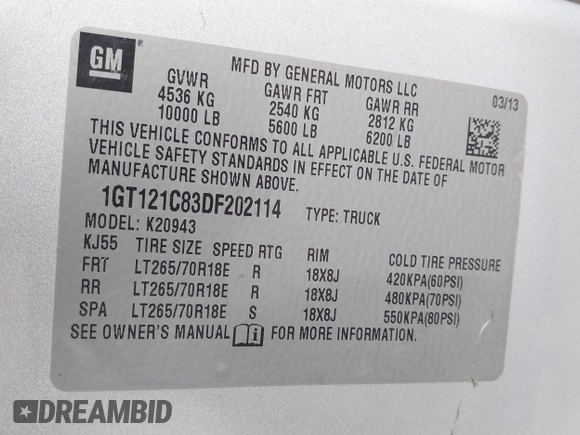 GM
MFD BY GENERAL MOTORS LLC
03/13
GVWR GAWR FRT GAWR RR
4536 KG 2540 KG 2812 KG
10000 LB 5600 LB 6200 LB
THIS VEHICLE CONFORMS TO ALL APPLICABLE U.S. FEDERAL MOTOR
VEHICLE SAFETY STANDARDS IN EFFECT ON THE DATE OF
MANUFACTURE SHOWN ABOVE.
1GT121C83DF202114 TYPE: TRUCK
MODEL: K20943
KJ55 TIRE SIZE SPEED RTG RIM COLD TIRE PRESSURE
FRT LT265/70R18E R 18X8J 420KPA(60PSI)
RR LT265/70R18E R 18X8J 480KPA(70PSI)
SPA LT265/70R18E S 18X8J 550KPA(80PSI)
SEE OWNER'S MANUAL FOR MORE INFORMATION.
DREAMBID